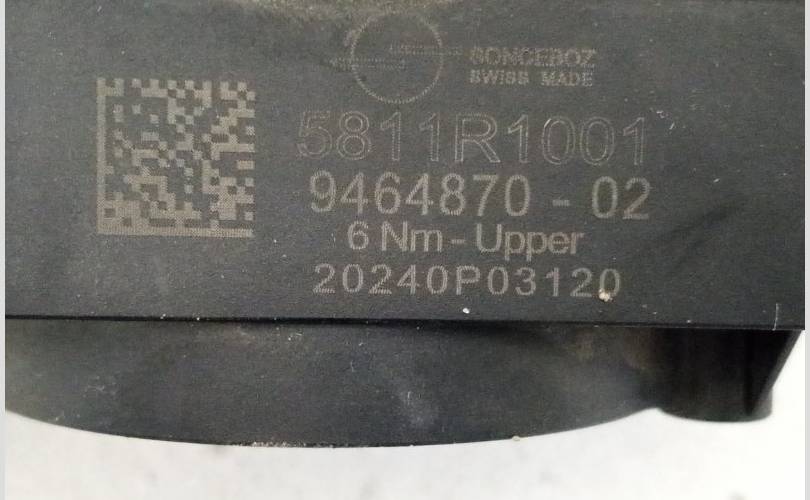 SONCEBOZ
SWISS MADE
5811R1001
9464870 - 02
6 Nm - Upper
20240P03120